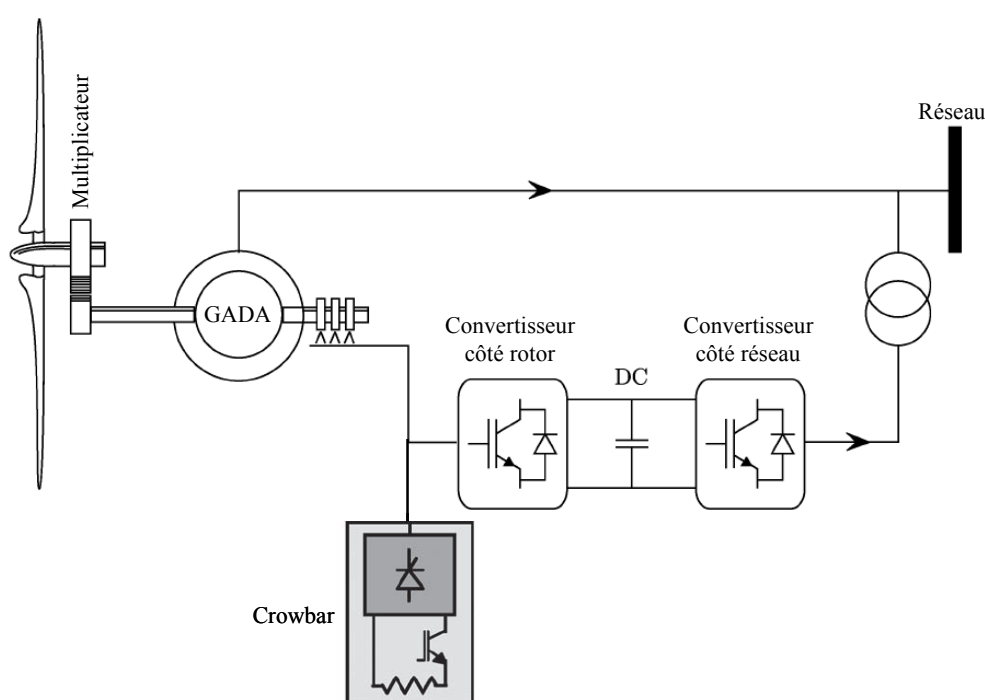 Réseau
Multiplicateur
GADA
Convertisseur
côté rotor
Convertisseur
côté réseau
DC
Crowbar